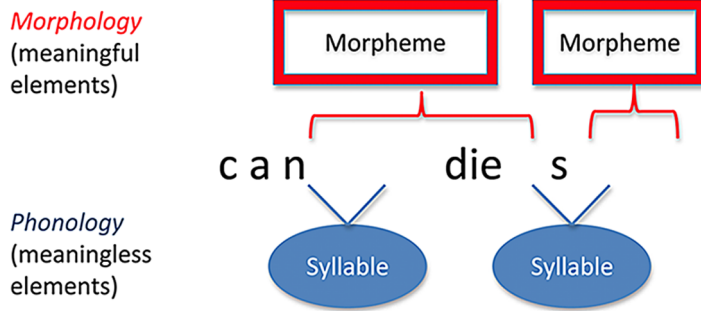 Morphology
(meaningful
elements)
Morpheme
Morpheme
c a n die s
Phonology
(meaningless
elements)
Syllable
Syllable